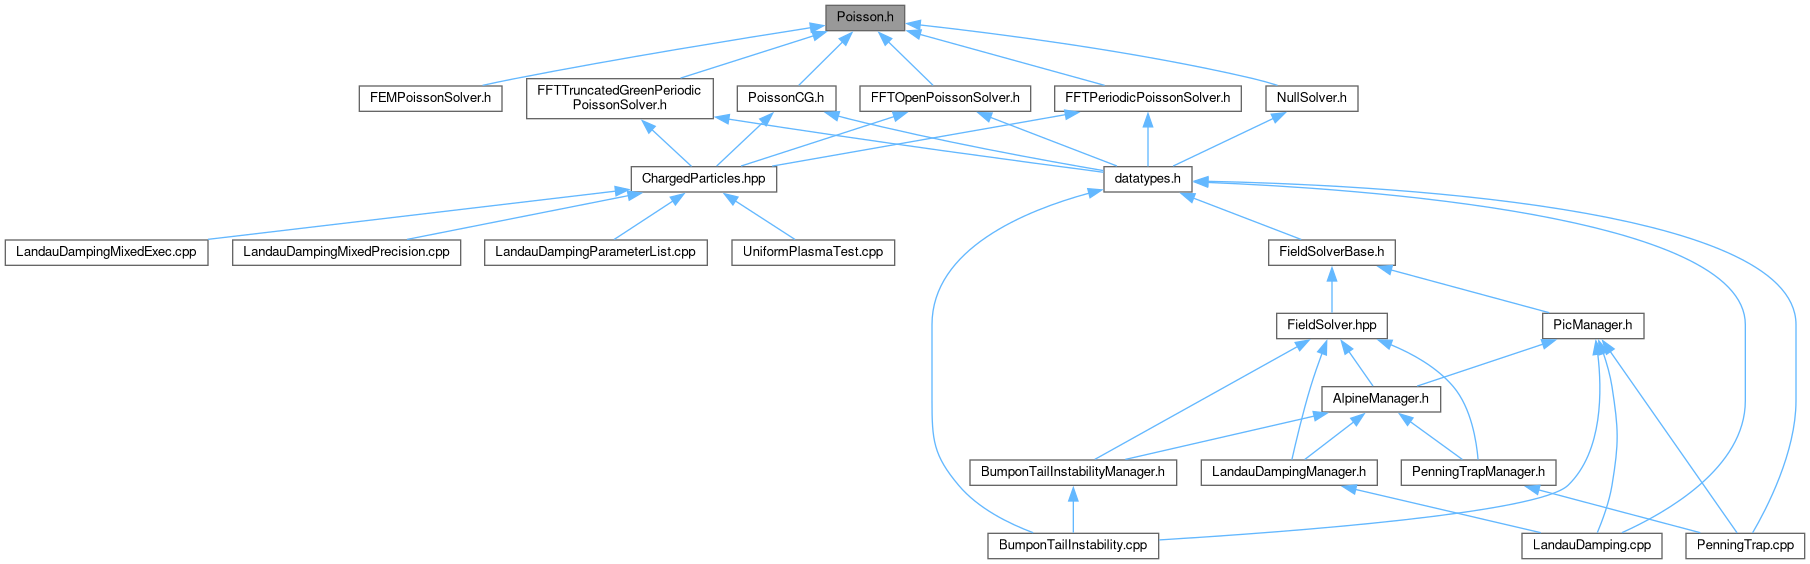 Poisson.h
FEMPoissonSolver.h
FFTTruncatedGreenPeriodic
PoissonSolver.h
PoissonCG.h
FFTOpenPoissonSolver.h
FFTPeriodicPoissonSolver.h
NullSolver.h
ChargedParticles.hpp
datatypes.h
LandauDampingMixedExec.cpp
LandauDampingMixedPrecision.cpp
LandauDampingParameterList.cpp
UniformPlasmaTest.cpp
FieldSolverBase.h
FieldSolver.hpp
PicManager.h
AlpineManager.h
BumponTailInstabilityManager.h
LandauDampingManager.h
PenningTrapManager.h
BumponTailInstability.cpp
LandauDamping.cpp
PenningTrap.cpp